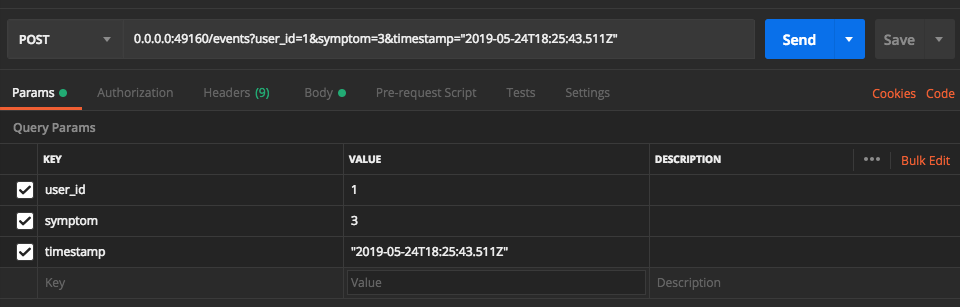 POST 0.0.0.0:49160/events?user_id=1&symptom=3&timestamp="2019-05-24T18:25:43.511Z" Send Save
Params Authorization Headers (9) Body Pre-request Script Tests Settings Cookies Code
Query Params
KEY VALUE DESCRIPTION ••• Bulk Edit
user_id 1
symptom 3
timestamp "2019-05-24T18:25:43.511Z"
Key Value Description